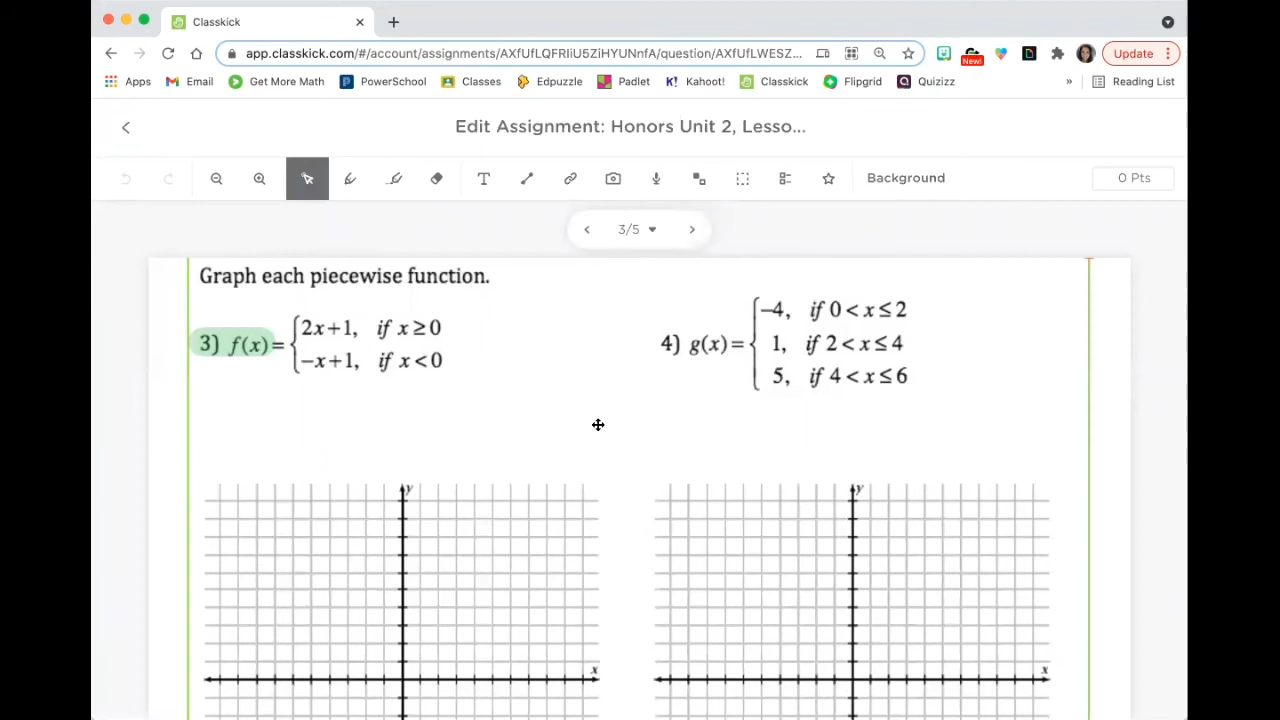 Classkick
app.classkick.com/#/account/assignments/AXfUfLQFRIiU5ZiHYUNnfA/question/AXfUfLWESZ...
New!
Update
Apps Email Get More Math PowerSchool Classes Edpuzzle Padlet Kahoot! Classkick Flipgrid Quizizz » Reading List
Edit Assignment: Honors Unit 2, Lesso...
T Background 0 Pts
3/5
Graph each piecewise function.
3) f(x)= { 2x+1, if x≥0
−x+1, if x<0
4) g(x)= { −4, if 0<x≤2
1, if 2<x≤4
5, if 4<x≤6
y
x
y
x